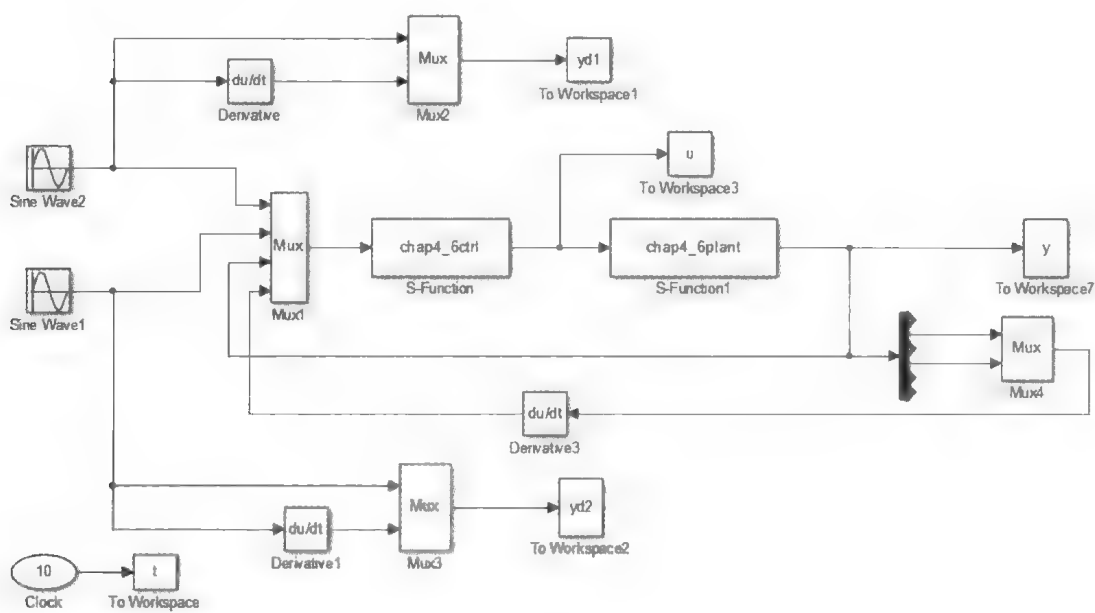 Mux
yd1
du/dt
To Workspace1
Derivative
Mux2
u
Sine Wave2
To Workspace3
Mux
chap4_6ctrl
chap4_6plant
y
S-Function
S-Function1
To Workspace7
Mux1
Sine Wave1
Mux
Mux4
du/dt
Derivative3
Mux
yd2
du/dt
To Workspace2
Derivative1
Mux3
10
t
Clock
To Workspace